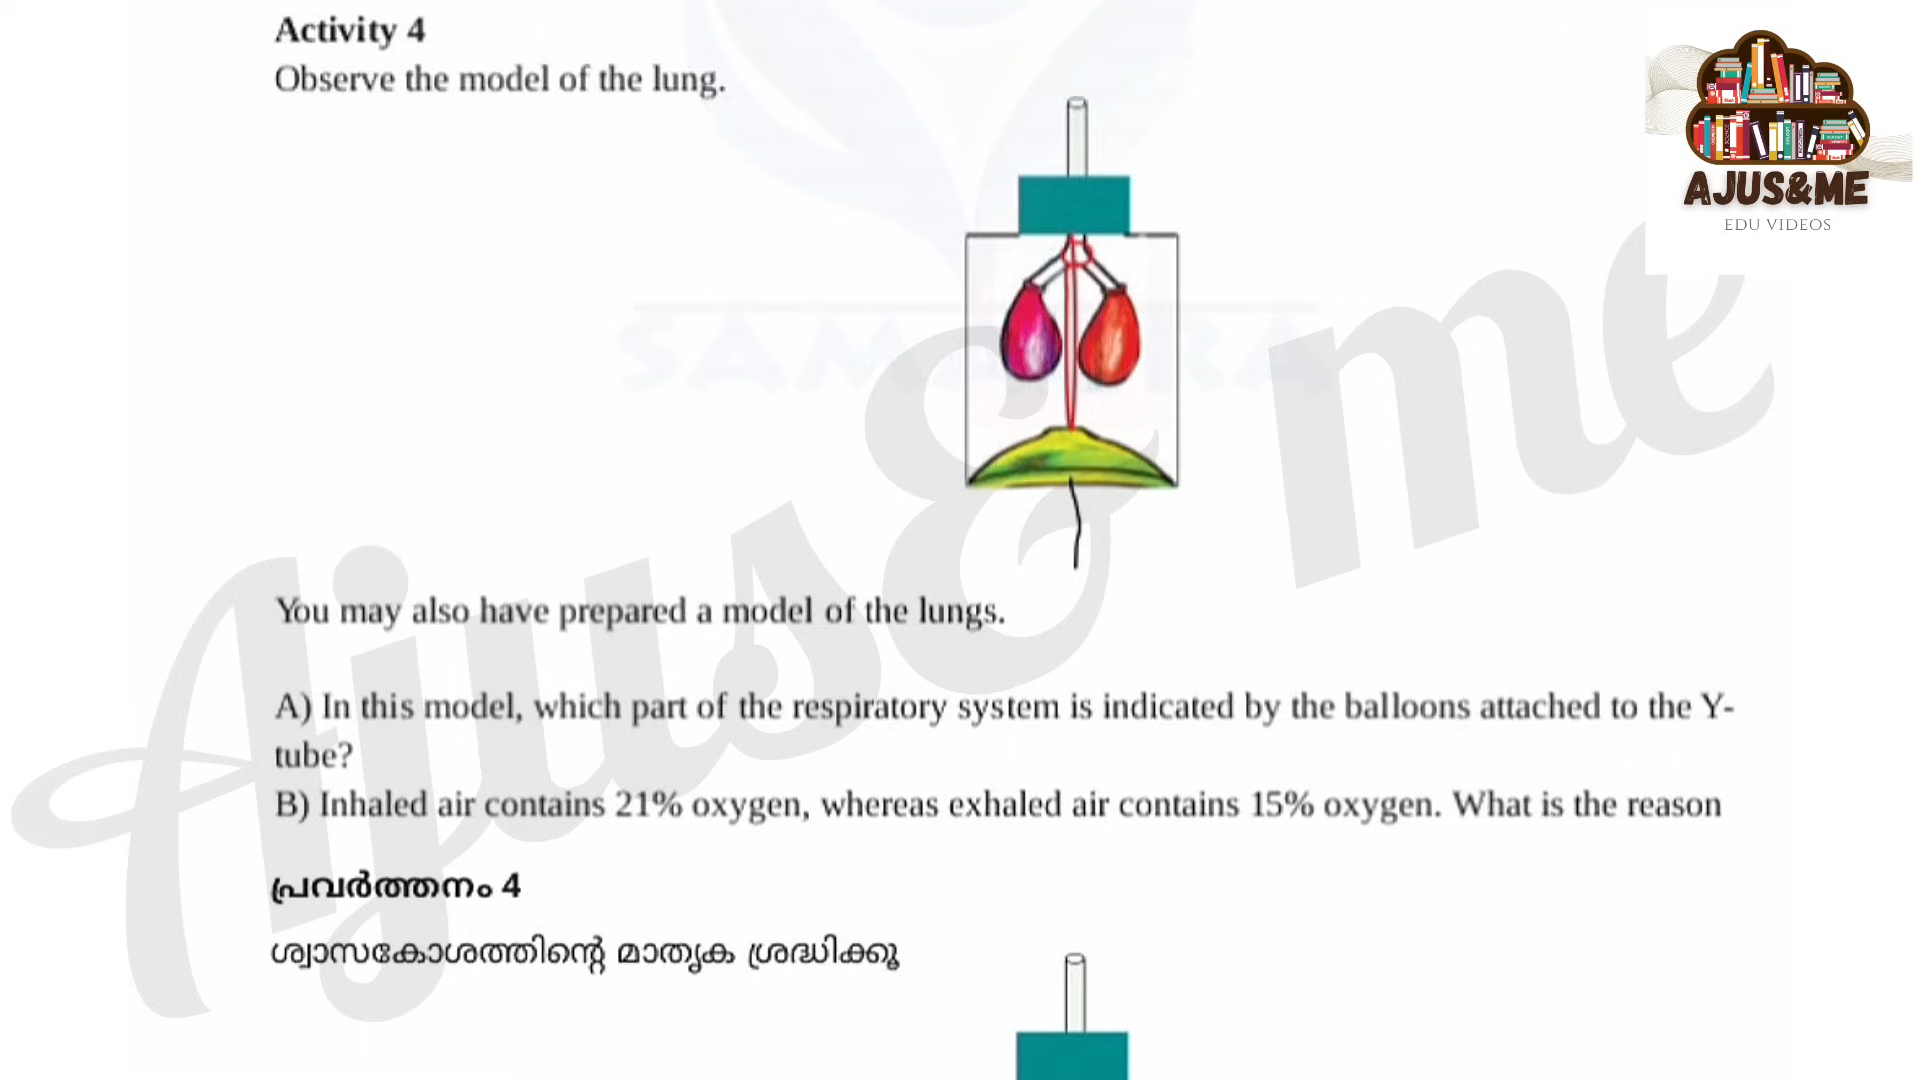 Activity 4
Observe the model of the lung.
AJUS&ME
EDU VIDEOS
SAMAGRA
Ajus& me
You may also have prepared a model of the lungs.
A) In this model, which part of the respiratory system is indicated by the balloons attached to the Y-
tube?
B) Inhaled air contains 21% oxygen, whereas exhaled air contains 15% oxygen. What is the reason
പ്രവർത്തനം 4
ശ്വാസകോശത്തിന്റെ മാതൃക ശ്രദ്ധിക്കൂ